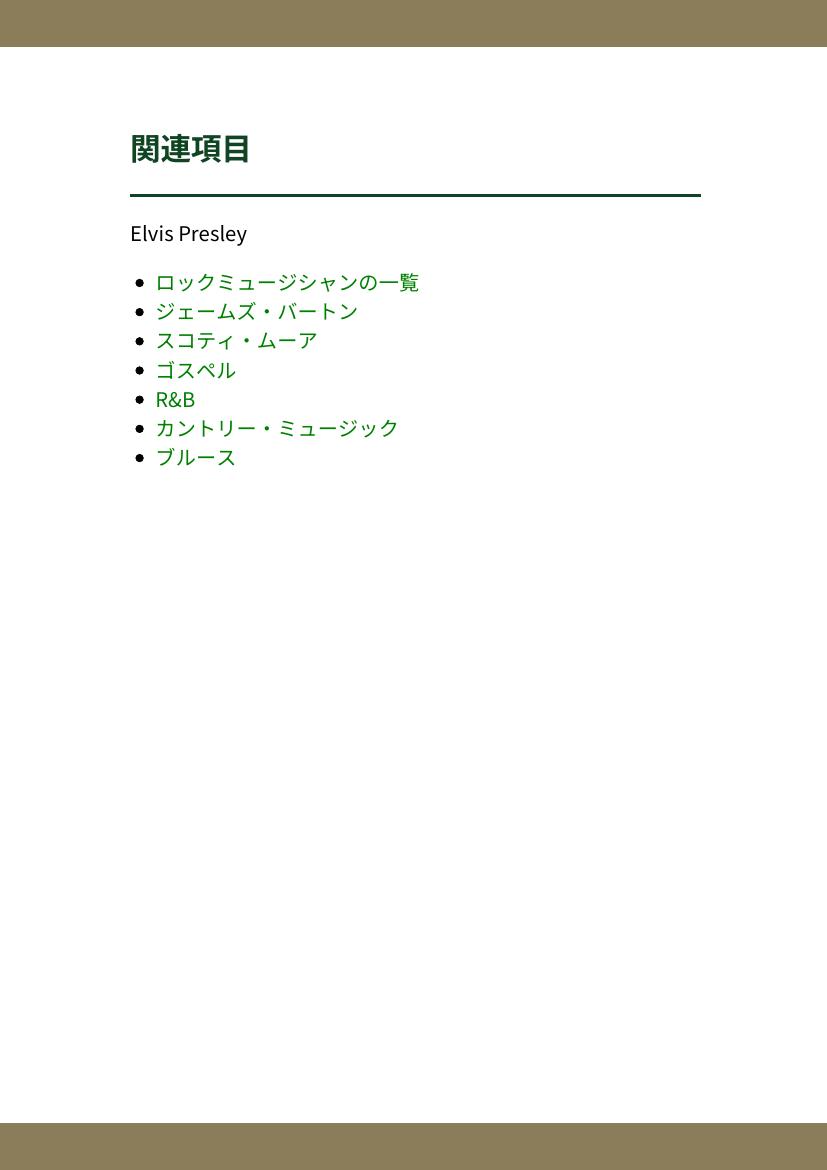 関連項目
Elvis Presley
ロックミュージシャンの一覧
ジェームズ・バートン
スコティ・ムーア
ゴスペル
R&B
カントリー・ミュージック
ブルース